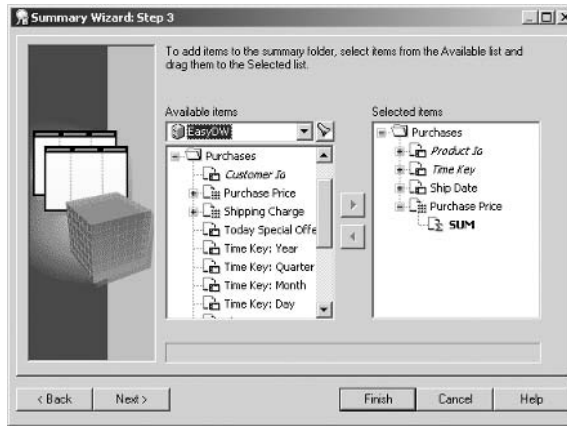 Summary Wizard: Step 3
To add items to the summary folder, select items from the Available list and
drag them to the Selected list.
Available items
EasyDW
Purchases
Customer Id
Purchase Price
Shipping Charge
Today Special Offe
Time Key: Year
Time Key: Quarter
Time Key: Month
Time Key: Day
Selected items
Purchases
Product Id
Time Key
Ship Date
Purchase Price
SUM
< Back
Next >
Finish
Cancel
Help